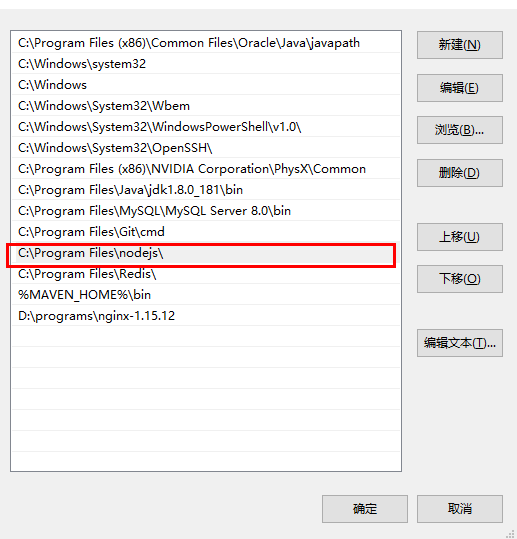 C:\Program Files (x86)\Common Files\Oracle\Java\javapath
C:\Windows\system32
C:\Windows
C:\Windows\System32\Wbem
C:\Windows\System32\WindowsPowerShell\v1.0\
C:\Windows\System32\OpenSSH\
C:\Program Files (x86)\NVIDIA Corporation\PhysX\Common
C:\Program Files\Java\jdk1.8.0_181\bin
C:\Program Files\MySQL\MySQL Server 8.0\bin
C:\Program Files\Git\cmd
C:\Program Files\nodejs\
C:\Program Files\Redis\
%MAVEN_HOME%\bin
D:\programs\nginx-1.15.12
新建(N)
编辑(E)
浏览(B)...
删除(D)
上移(U)
下移(O)
编辑文本(T)...
确定
取消